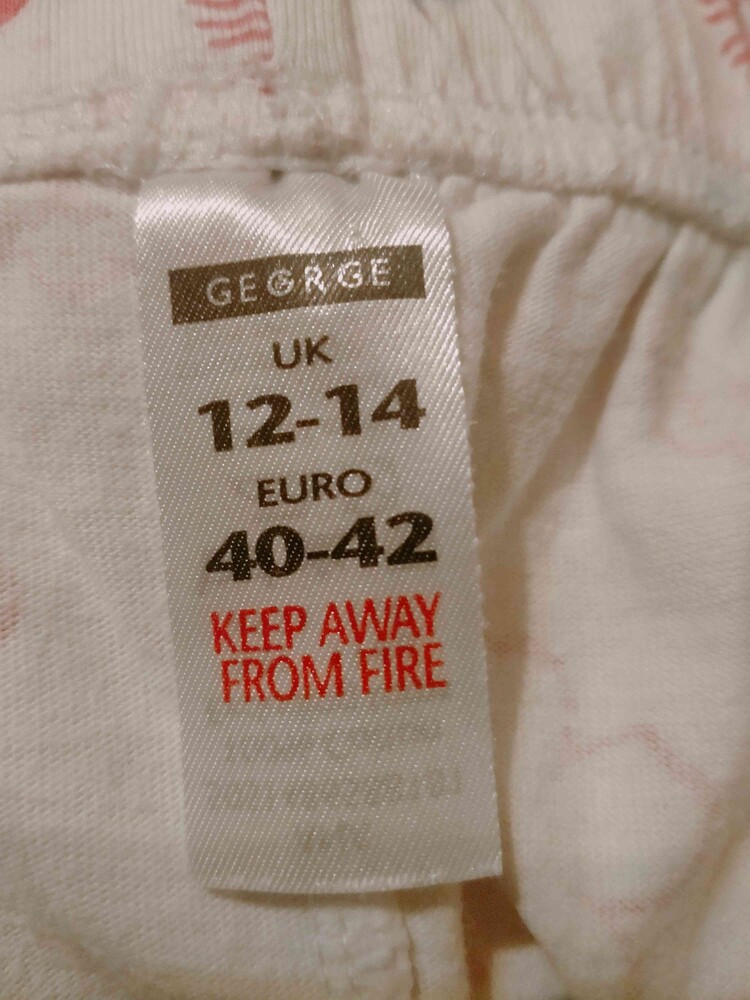 GEORGE
UK
12-14
EURO
40-42
KEEP AWAY
FROM FIRE